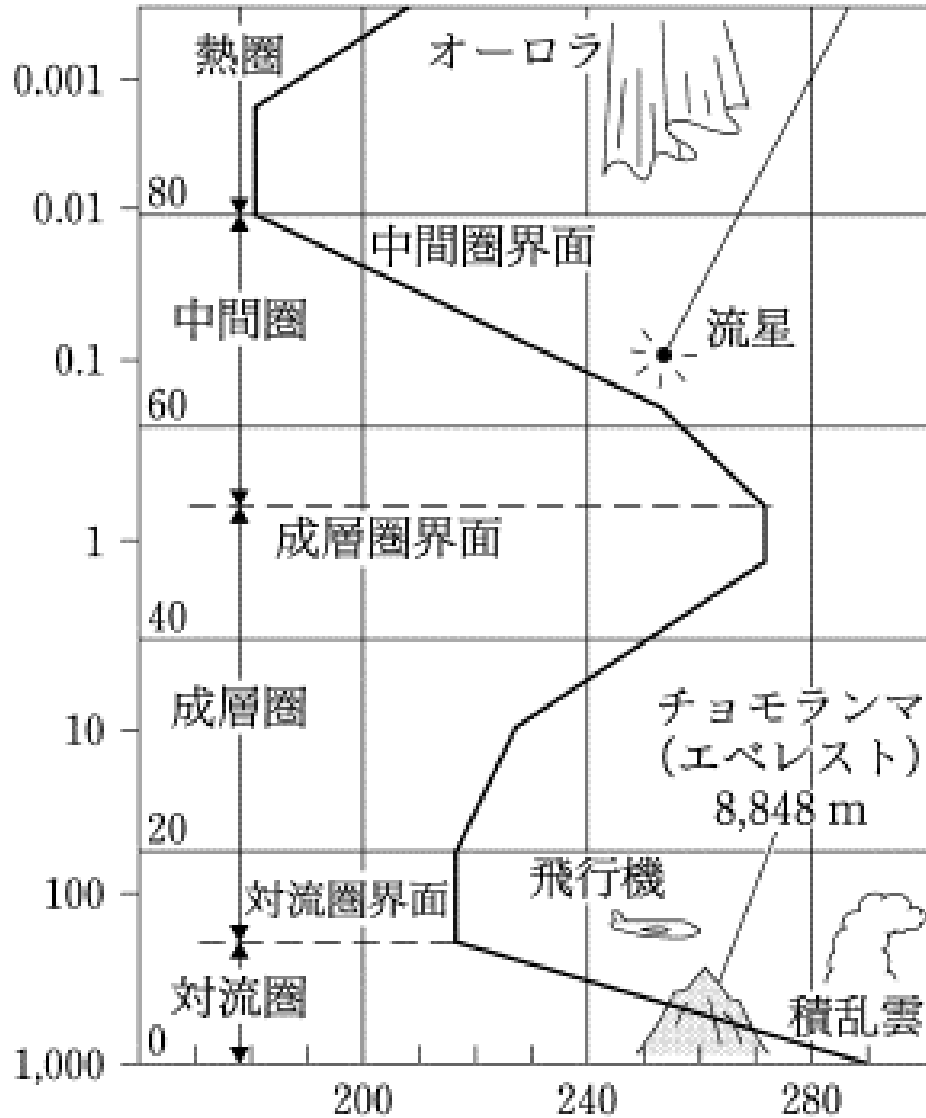 熱圏
オーロラ
0.001
80
0.01
中間圏界面
中間圏
流星
0.1
60
成層圏界面
1
40
成層圏
チョモランマ
(エベレスト)
8,848 m
10
20
飛行機
対流圏界面
100
対流圏
積乱雲
0
1,000
200
240
280